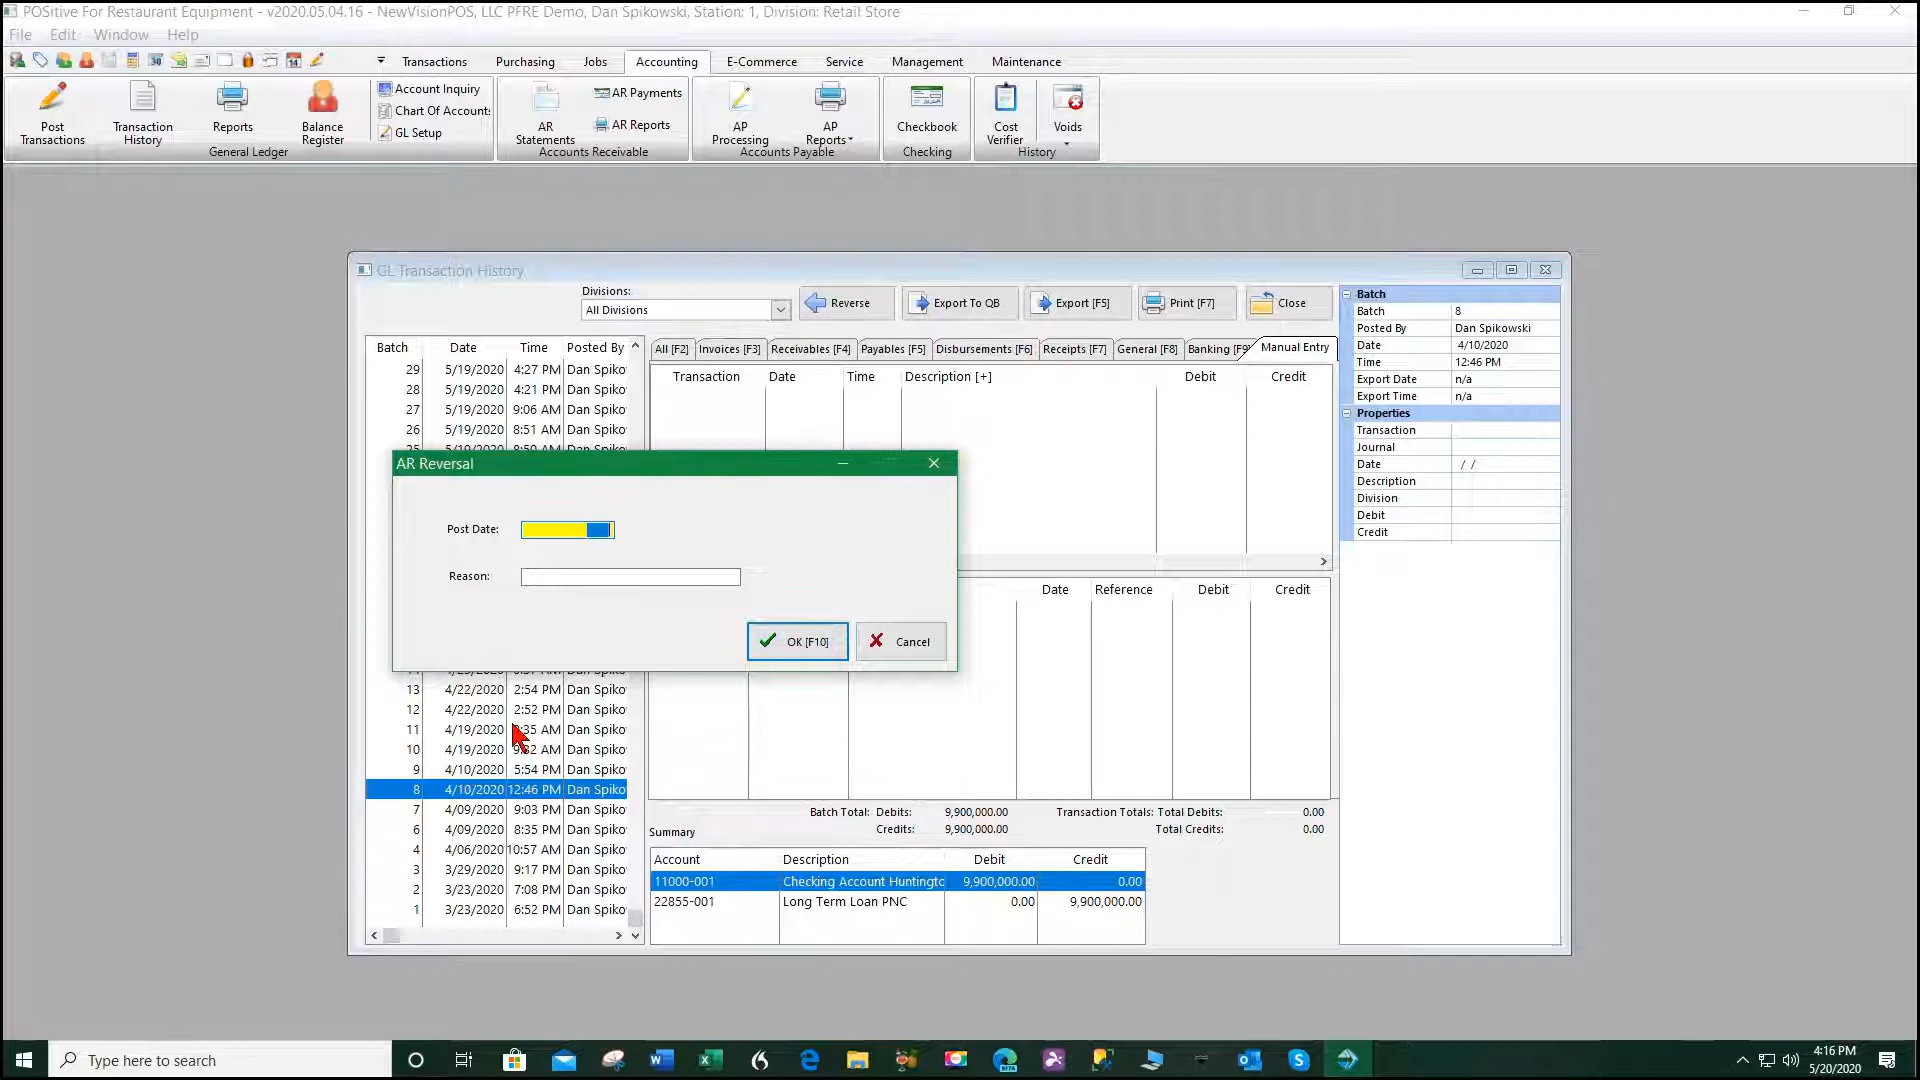 POSitive For Restaurant Equipment - v2020.05.04.16 - NewVisionPOS, LLC PFRE Demo, Dan Spikowski, Station: 1, Division: Retail Store
File Edit Window Help
Transactions Purchasing Jobs Accounting E-Commerce Service Management Maintenance
Post Transactions
Transaction History
Reports
Balance Register
Account Inquiry
Chart Of Accounts
GL Setup
General Ledger
AR Statements
AR Payments
AR Reports
Accounts Receivable
AP Processing
AP Reports
Accounts Payable
Checkbook
Checking
Cost Verifier
Voids
History
GL Transaction History
Divisions:
All Divisions
Reverse Export To QB Export [F5] Print [F7] Close
Batch Date Time Posted By
29 5/19/2020 4:27 PM Dan Spiko
28 5/19/2020 4:21 PM Dan Spiko
27 5/19/2020 9:06 AM Dan Spiko
26 5/19/2020 8:51 AM Dan Spiko
25 5/19/2020 8:50 AM Dan Spiko
13 4/22/2020 2:54 PM Dan Spiko
12 4/22/2020 2:52 PM Dan Spiko
11 4/19/2020 :35 AM Dan Spiko
10 4/19/2020 9:32 AM Dan Spiko
9 4/10/2020 5:54 PM Dan Spiko
8 4/10/2020 12:46 PM Dan Spiko
7 4/09/2020 9:03 PM Dan Spiko
6 4/09/2020 8:35 PM Dan Spiko
4 4/06/2020 10:57 AM Dan Spiko
3 3/29/2020 9:17 PM Dan Spiko
2 3/23/2020 7:08 PM Dan Spiko
1 3/23/2020 6:52 PM Dan Spiko
All [F2] Invoices [F3] Receivables [F4] Payables [F5] Disbursements [F6] Receipts [F7] General [F8] Banking [F9] Manual Entry
Transaction Date Time Description [+] Debit Credit
AR Reversal
Post Date:
Reason:
OK [F10] Cancel
Date Reference Debit Credit
Batch Total: Debits: 9,900,000.00 Transaction Totals: Total Debits: 0.00
Credits: 9,900,000.00 Total Credits: 0.00
Summary
Account Description Debit Credit
11000-001 Checking Account Huntingto 9,900,000.00 0.00
22855-001 Long Term Loan PNC 0.00 9,900,000.00
Batch
Batch 8
Posted By Dan Spikowski
Date 4/10/2020
Time 12:46 PM
Export Date n/a
Export Time n/a
Properties
Transaction
Journal
Date / /
Description
Division
Debit
Credit
Type here to search
4:16 PM
5/20/2020